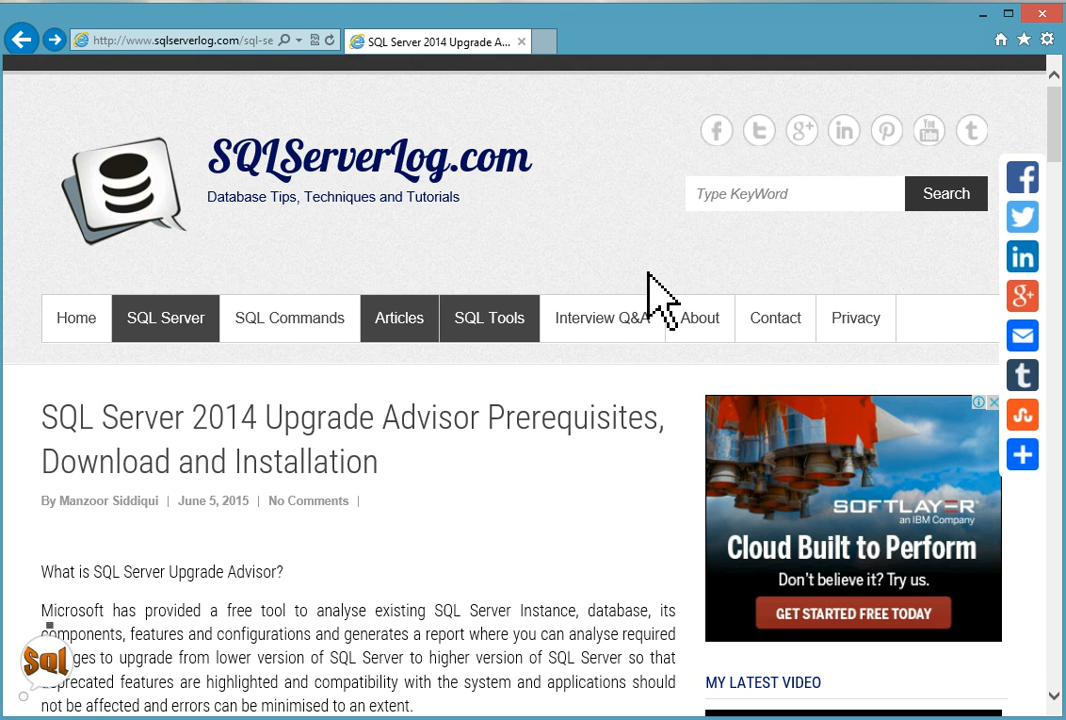 http://www.sqlserverlog.com/sql-se
SQL Server 2014 Upgrade A...
SQLServerLog.com
Database Tips, Techniques and Tutorials
f t g+ in You Tube t
Type KeyWord Search
Home SQL Server SQL Commands Articles SQL Tools Interview Q&A About Contact Privacy
SQL Server 2014 Upgrade Advisor Prerequisites,
Download and Installation
By Manzoor Siddiqui | June 5, 2015 | No Comments |
What is SQL Server Upgrade Advisor?
Microsoft has provided a free tool to analyse existing SQL Server Instance, database, its
components, features and configurations and generates a report where you can analyse required
ges to upgrade from lower version of SQL Server to higher version of SQL Server so that
deprecated features are highlighted and compatibility with the system and applications should
not be affected and errors can be minimised to an extent.
Sql
SOFTLAYER
an IBM Company
Cloud Built to Perform
Don't believe it? Try us.
GET STARTED FREE TODAY
MY LATEST VIDEO